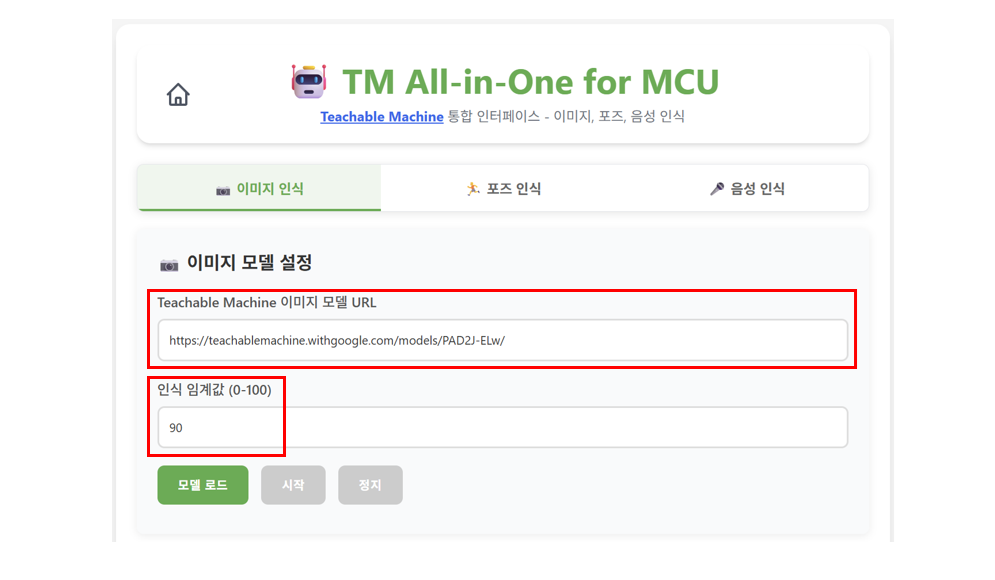 TM All-in-One for MCU
Teachable Machine 통합 인터페이스 - 이미지, 포즈, 음성 인식
이미지 인식
포즈 인식
음성 인식
이미지 모델 설정
Teachable Machine 이미지 모델 URL
https://teachablemachine.withgoogle.com/models/PAD2J-ELw/
인식 임계값 (0-100)
90
모델 로드
시작
정지